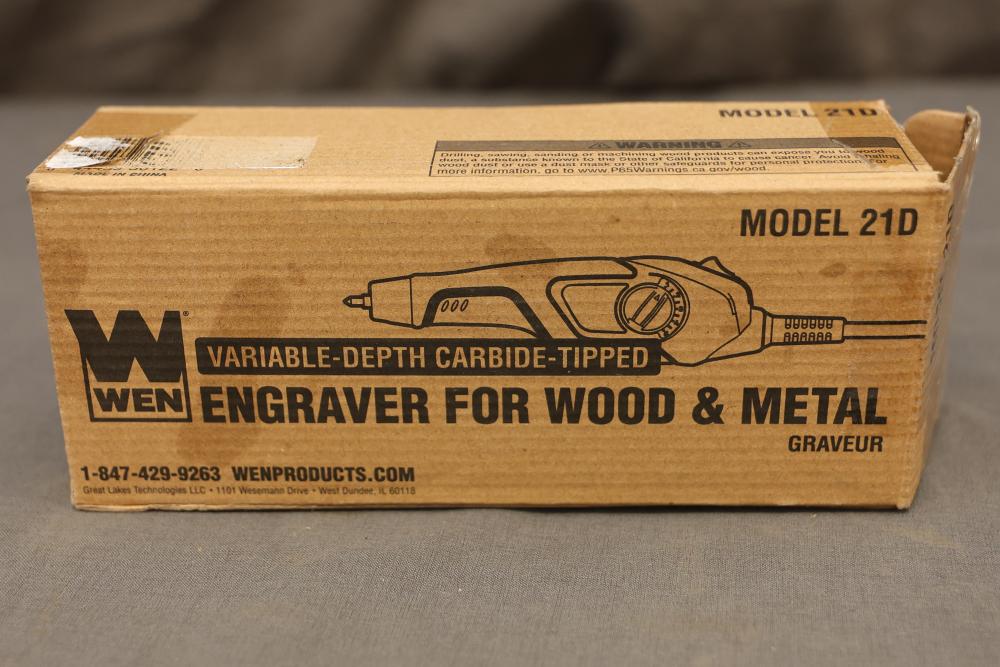 MODEL 21D
WARNING
Drilling, sawing, sanding or machining wood products can expose you to wood
dust, a substance known to the State of California to cause cancer. Avoid inhaling
wood dust or use a dust mask or other safeguards for personal protection. For
more information, go to www.P65Warnings.ca.gov/wood.
MADE IN CHINA
MODEL 21D
W®
WEN
VARIABLE-DEPTH CARBIDE-TIPPED
ENGRAVER FOR WOOD & METAL
GRAVEUR
1-847-429-9263 WENPRODUCTS.COM
Great Lakes Technologies LLC • 1101 Wesemann Drive • West Dundee, IL 60118